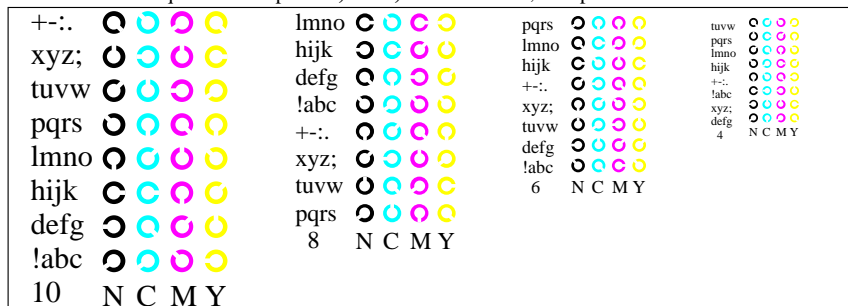 +-:.
xyz;
tuvw
pqrs
lmno
hijk
defg
!abc
10 N C M Y
lmno
hijk
defg
!abc
+-:.
xyz;
tuvw
pqrs
8 N C M Y
pqrs
lmno
hijk
+-:.
xyz;
tuvw
defg
!abc
6 N C M Y
tuvw
pqrs
lmno
hijk
+-:.
!abc
xyz;
defg
4 N C M Y